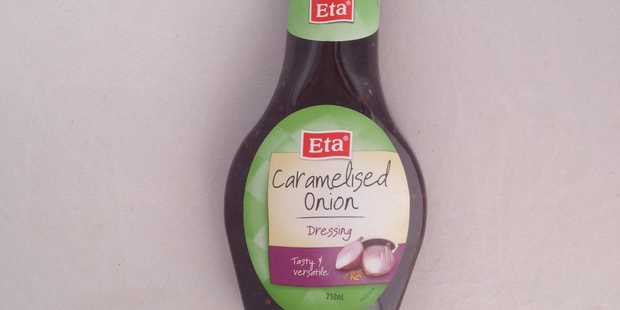 Eta®
Eta®
Caramelised
Onion
Dressing
Tasty &
versatile
250mL